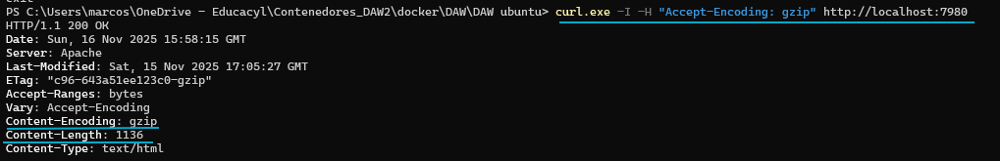 PS C:\Users\marcos\OneDrive - Educacyl\Contenedores_DAW2\docker\DAW\DAW ubuntu> curl.exe -I -H "Accept-Encoding: gzip" http://localhost:7980
HTTP/1.1 200 OK
Date: Sun, 16 Nov 2025 15:58:15 GMT
Server: Apache
Last-Modified: Sat, 15 Nov 2025 17:05:27 GMT
ETag: "c96-643a51ee123c0-gzip"
Accept-Ranges: bytes
Vary: Accept-Encoding
Content-Encoding: gzip
Content-Length: 1136
Content-Type: text/html